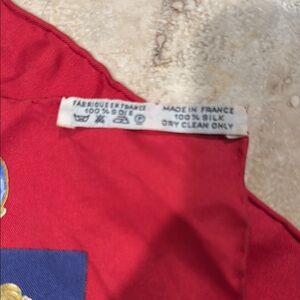 FABRIQUE EN FRANCE
100% SOIE
MADE IN FRANCE
100% SILK
DRY CLEAN ONLY